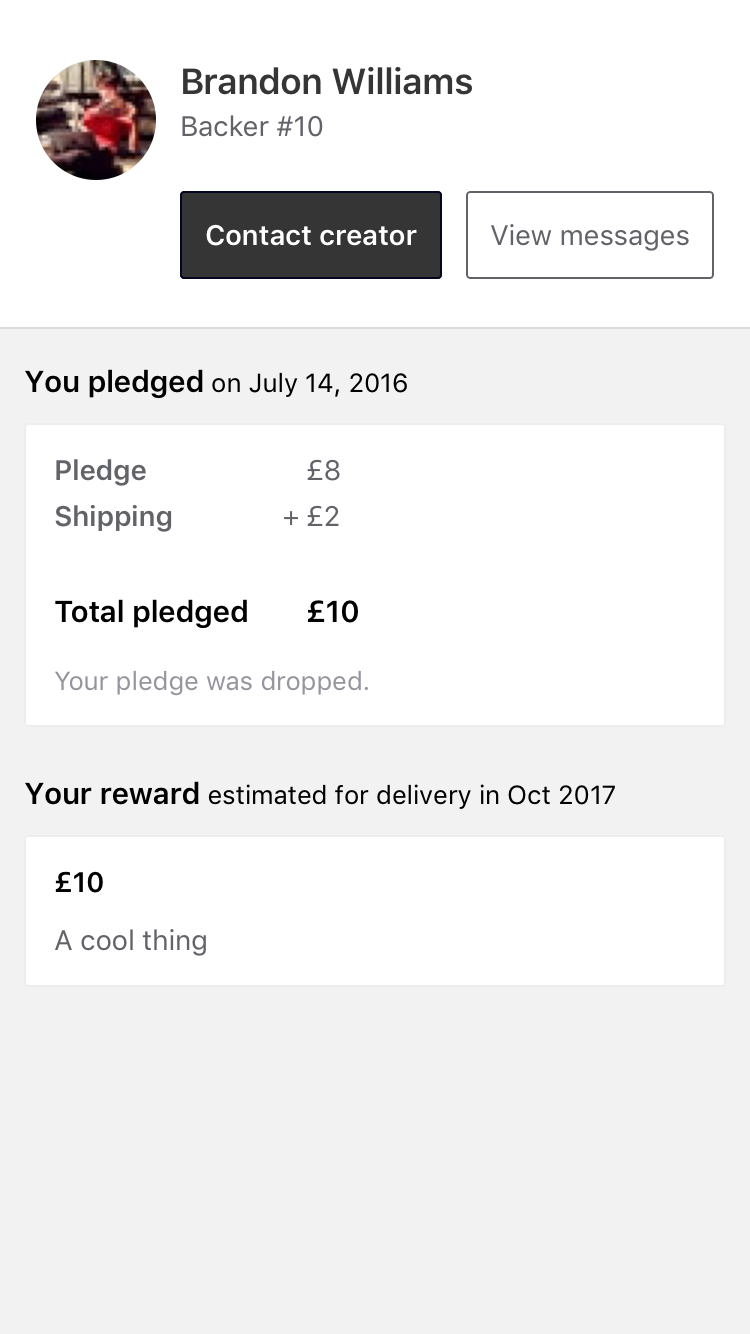 Brandon Williams
Backer #10
Contact creator
View messages
You pledged on July 14, 2016
Pledge £8
Shipping + £2
Total pledged £10
Your pledge was dropped.
Your reward estimated for delivery in Oct 2017
£10
A cool thing